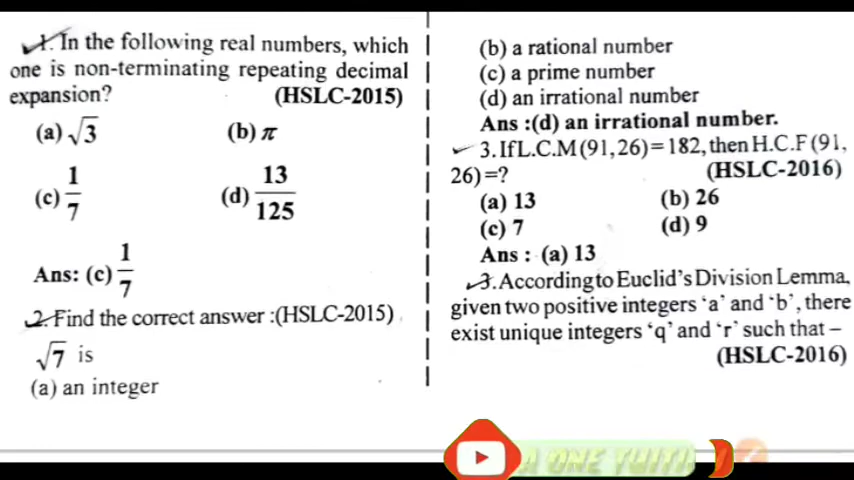 1. In the following real numbers, which
one is non-terminating repeating decimal
expansion? (HSLC-2015)
(a) √3 (b) π
(c) 1/7 (d) 13/125
Ans: (c) 1/7
2. Find the correct answer :(HSLC-2015)
√7 is
(a) an integer
(b) a rational number
(c) a prime number
(d) an irrational number
Ans :(d) an irrational number.
3. If L.C.M (91, 26) = 182, then H.C.F (91,
26) =? (HSLC-2016)
(a) 13 (b) 26
(c) 7 (d) 9
Ans : (a) 13
3. According to Euclid's Division Lemma,
given two positive integers 'a' and 'b', there
exist unique integers 'q' and 'r' such that –
(HSLC-2016)
A ONE